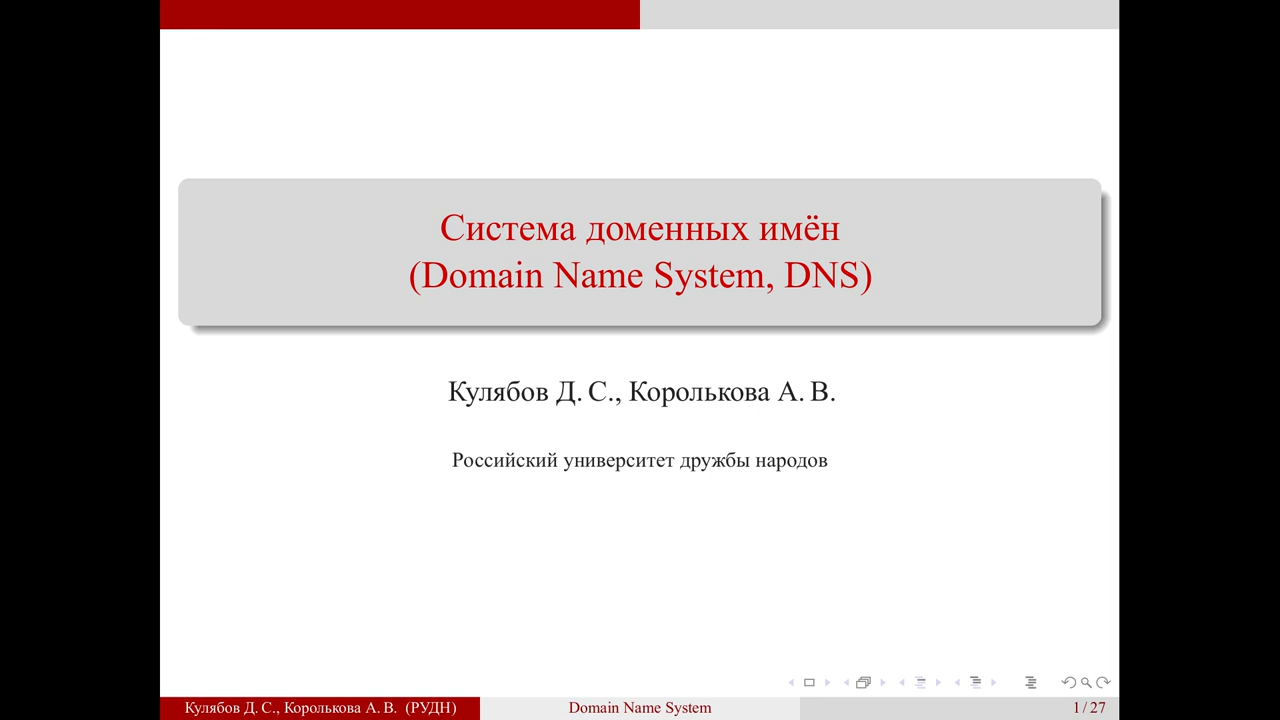 Система доменных имён
(Domain Name System, DNS)
Кулябов Д. С., Королькова А. В.
Российский университет дружбы народов
Кулябов Д. С., Королькова А. В. (РУДН)
Domain Name System
1 / 27